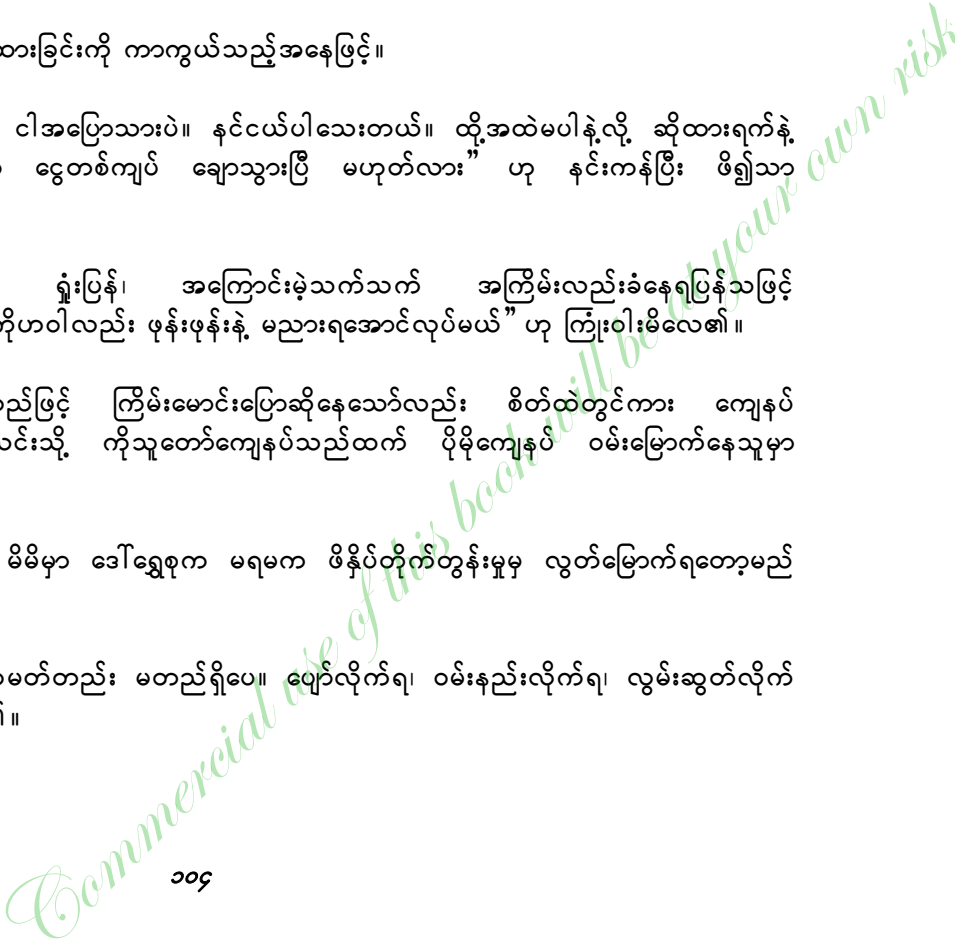 ထားခြင်းကို ကာကွယ်သည့်အနေဖြင့်။
ငါအပြောသားပဲ။ နင်ငယ်ပါသေးတယ်။ ထို့အထဲမပါနဲ့လို့ ဆိုထားရက်နဲ့
ငွေတစ်ကျပ် ချောသွားပြီ မဟုတ်လား” ဟု နင်းကန်ပြီး ဖိ၍သာ
ရှုံးပြန်၊ အကြောင်းမဲ့သက်သက် အကြိမ်းလည်းခံနေရပြန်သဖြင့်
ကိုဟဝါလည်း ဖုန်းဖုန်းနဲ့ မညားရအောင်လုပ်မယ်” ဟု ကြုံးဝါးမိလေ၏။
ကြိမ်းမောင်းပြောဆိုနေသော်လည်း စိတ်ထဲတွင်ကား ကျေနပ်
ကိုသူတော်ကျေနပ်သည်ထက် ပိုမိုကျေနပ် ဝမ်းမြောက်နေသူမှာ
မိမိမှာ ဒေါ်ရွှေစုက မရမက ဖိနှိပ်တိုက်တွန်းမှုမှ လွတ်မြောက်ရတော့မည်
မတ်တည်း မတည်ရှိပေ။ ပျော်လိုက်ရ၊ ဝမ်းနည်းလိုက်ရ၊ လွမ်းဆွတ်လိုက်
၁၀၄
Commercial use of this book will be at your own risk